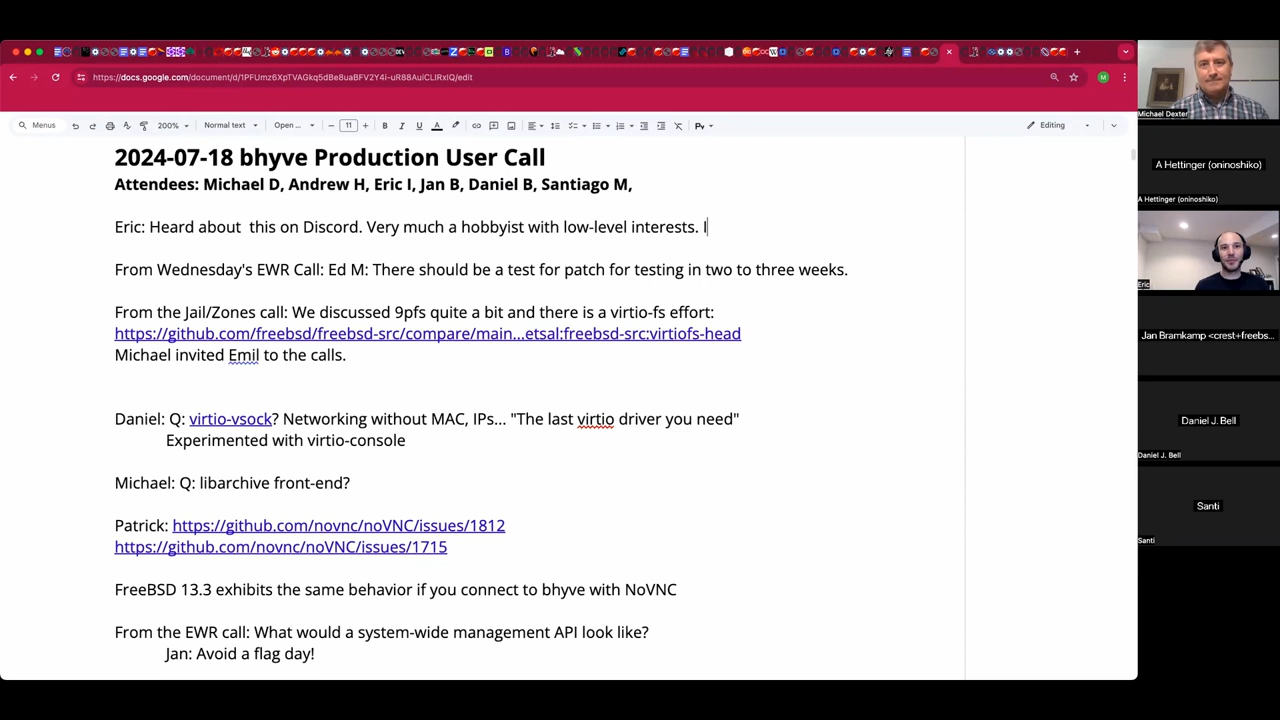 https://docs.google.com/document/d/1PFUmz6XpTVAGkq5dBe8uaBFV2Y4i-uR88AuiCLIRxIQ/edit
M
Menus
200%
Normal text
Open ...
11
Editing
2024-07-18 bhyve Production User Call
Attendees: Michael D, Andrew H, Eric I, Jan B, Daniel B, Santiago M,
Eric: Heard about  this on Discord. Very much a hobbyist with low-level interests. I
From Wednesday's EWR Call: Ed M: There should be a test for patch for testing in two to three weeks.
From the Jail/Zones call: We discussed 9pfs quite a bit and there is a virtio-fs effort:
https://github.com/freebsd/freebsd-src/compare/main...etsal:freebsd-src:virtiofs-head
Michael invited Emil to the calls.
Daniel: Q: virtio-vsock? Networking without MAC, IPs... "The last virtio driver you need"
Experimented with virtio-console
Michael: Q: libarchive front-end?
Patrick: https://github.com/novnc/noVNC/issues/1812
https://github.com/novnc/noVNC/issues/1715
FreeBSD 13.3 exhibits the same behavior if you connect to bhyve with NoVNC
From the EWR call: What would a system-wide management API look like?
Jan: Avoid a flag day!
Michael Dexter
A Hettinger (oninoshiko)
A Hettinger (oninoshiko)
Eric
Jan Bramkamp <crest+freebs...
Daniel J. Bell
Daniel J. Bell
Santi
Santi